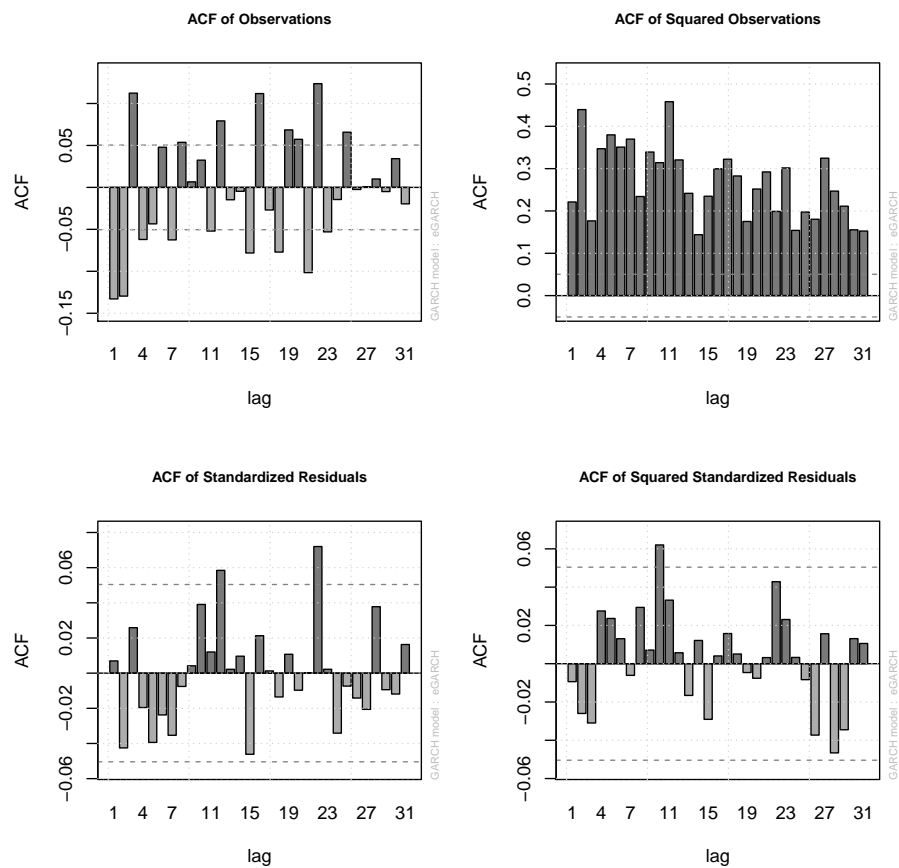 ACF of Observations
ACF
0.05
−0.05
−0.15
1 4 7 11 15 19 23 27 31
lag
GARCH model : eGARCH
ACF of Squared Observations
ACF
0.5
0.4
0.3
0.2
0.1
0.0
1 4 7 11 15 19 23 27 31
lag
GARCH model : eGARCH
ACF of Standardized Residuals
ACF
0.06
0.02
−0.02
−0.06
1 4 7 11 15 19 23 27 31
lag
GARCH model : eGARCH
ACF of Squared Standardized Residuals
ACF
0.06
0.02
−0.02
−0.06
1 4 7 11 15 19 23 27 31
lag
GARCH model : eGARCH